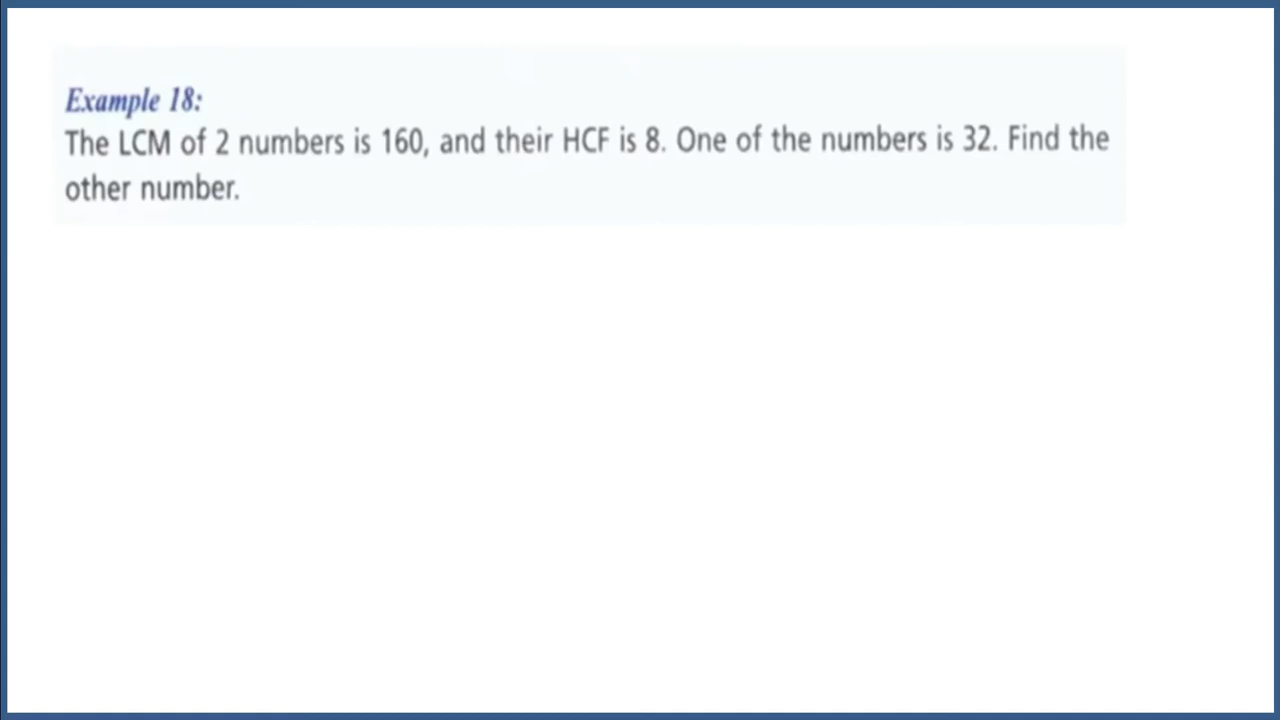 Example 18:
The LCM of 2 numbers is 160, and their HCF is 8. One of the numbers is 32. Find the
other number.